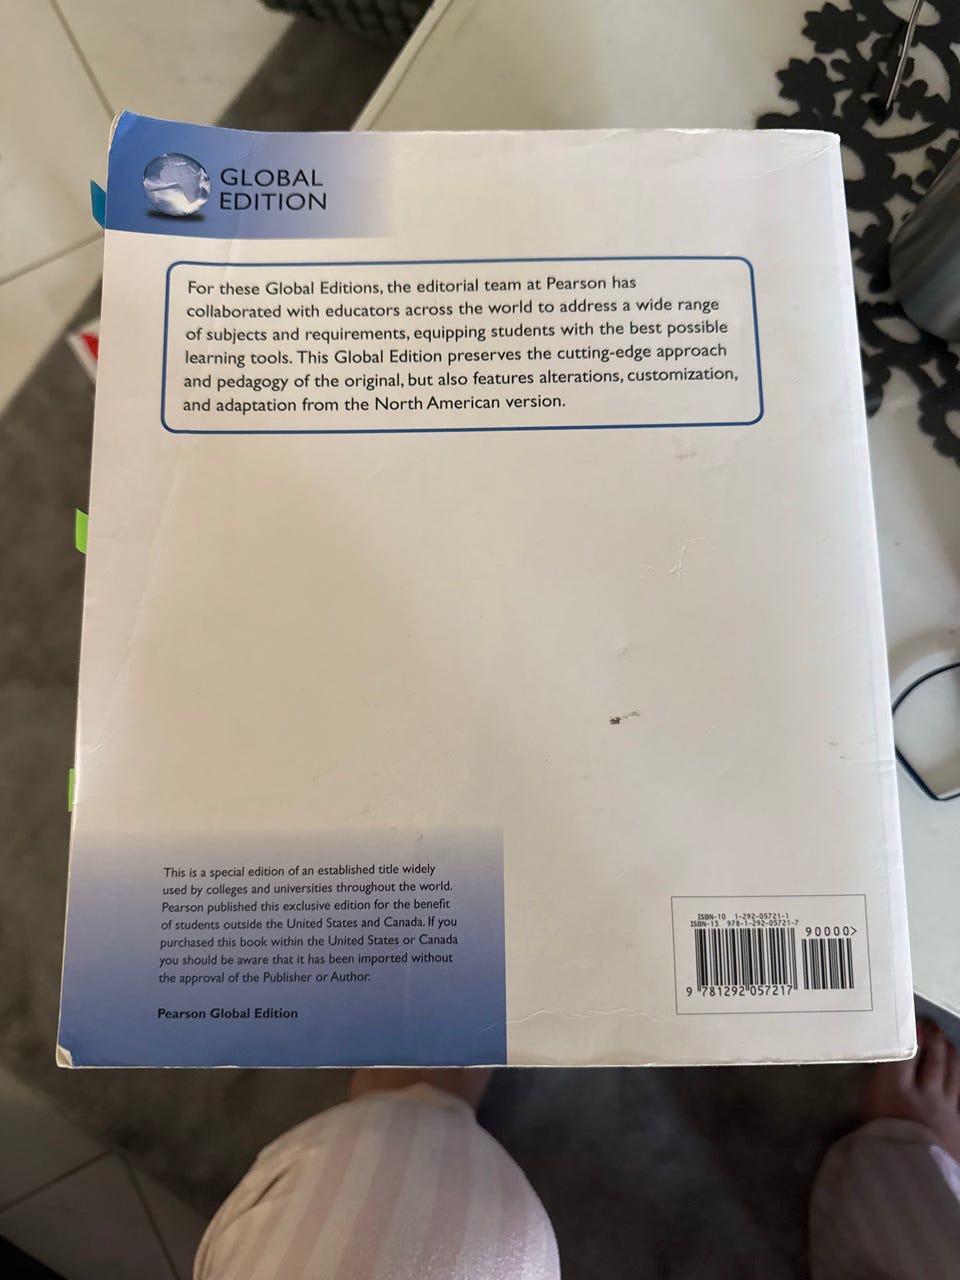 GLOBAL
EDITION
For these Global Editions, the editorial team at Pearson has
collaborated with educators across the world to address a wide range
of subjects and requirements, equipping students with the best possible
learning tools. This Global Edition preserves the cutting-edge approach
and pedagogy of the original, but also features alterations, customization,
and adaptation from the North American version.
This is a special edition of an established title widely
used by colleges and universities throughout the world.
Pearson published this exclusive edition for the benefit
of students outside the United States and Canada. If you
purchased this book within the United States or Canada
you should be aware that it has been imported without
the approval of the Publisher or Author.
Pearson Global Edition
ISBN-10 1-292-05721-1
ISBN-13 978-1-292-05721-7
90000>
9 781292 057217